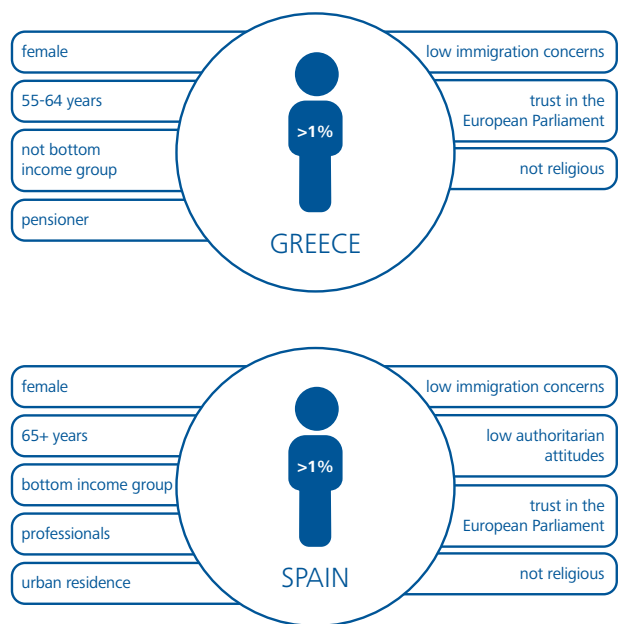 female
55-64 years
not bottom
income group
pensioner
>1%
GREECE
low immigration concerns
trust in the
European Parliament
not religious
female
65+ years
bottom income group
professionals
urban residence
>1%
SPAIN
low immigration concerns
low authoritarian
attitudes
trust in the
European Parliament
not religious